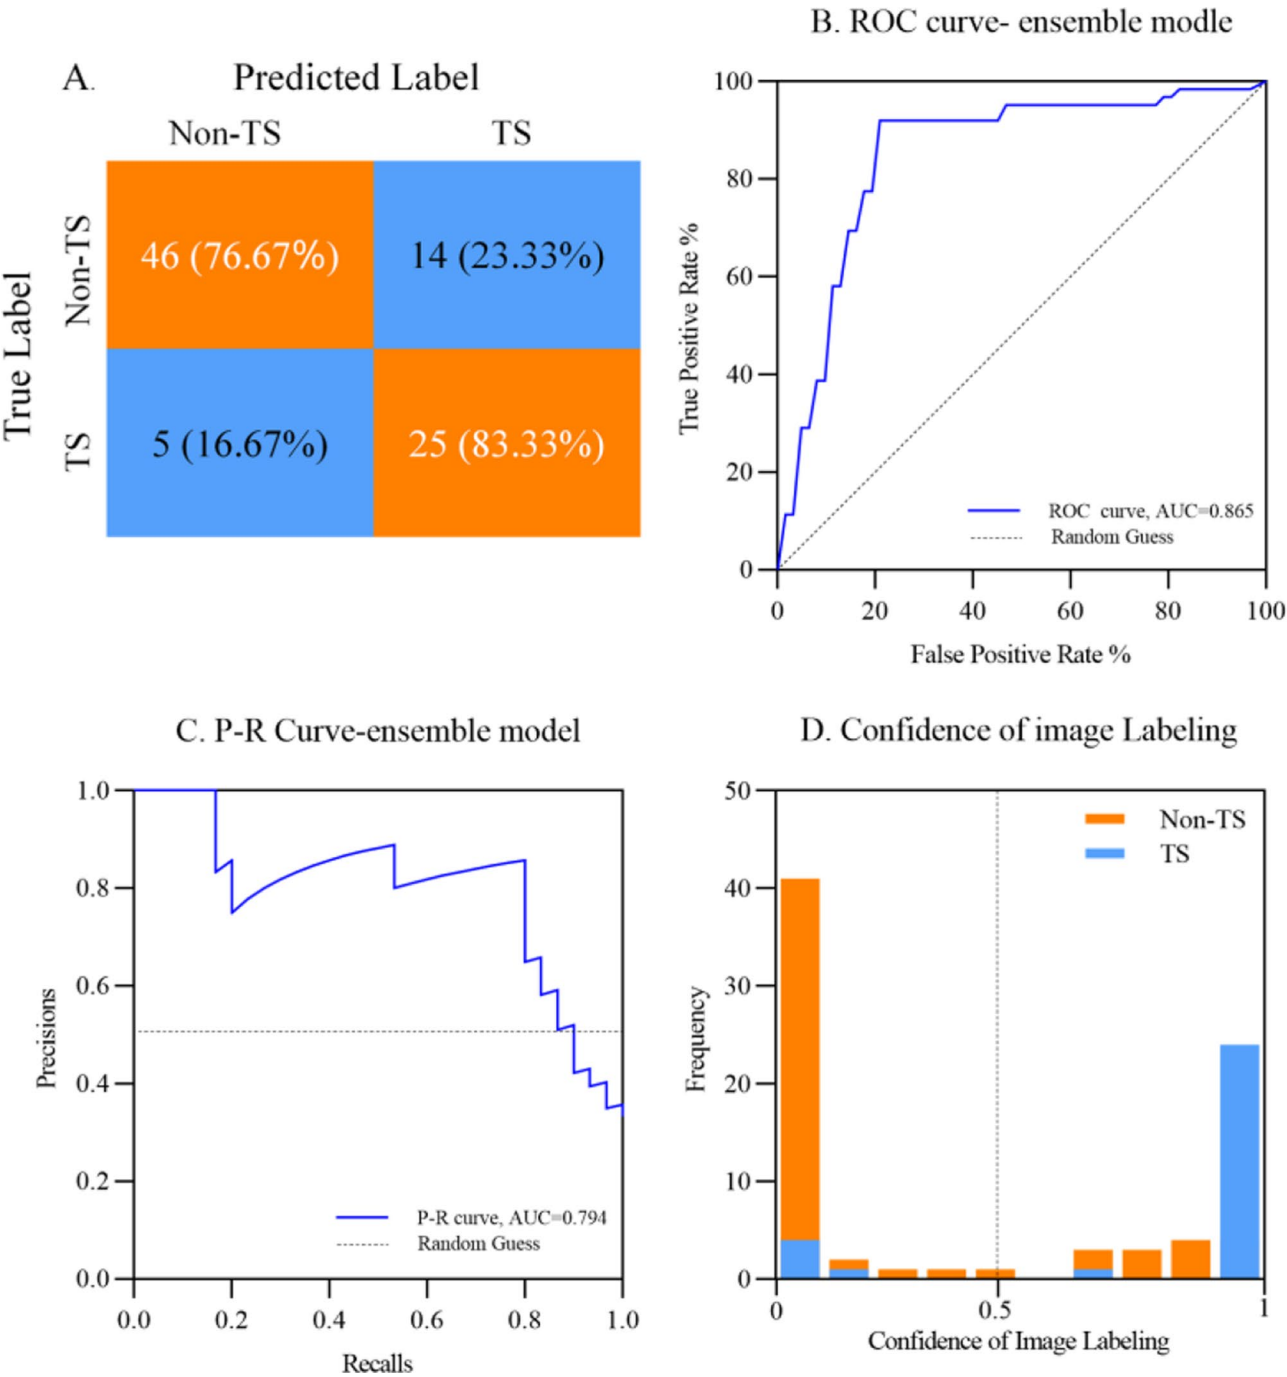 A.
Predicted Label
Non-TS TS
True Label
Non-TS
46 (76.67%) 14 (23.33%)
TS
5 (16.67%) 25 (83.33%)
B. ROC curve- ensemble modle
100
80
60
40
20
0
True Positive Rate %
ROC curve, AUC=0.865
Random Guess
0 20 40 60 80 100
False Positive Rate %
C. P-R Curve-ensemble model
1.0
0.8
0.6
0.4
0.2
0.0
Precisions
P-R curve, AUC=0.794
Random Guess
0.0 0.2 0.4 0.6 0.8 1.0
Recalls
D. Confidence of image Labeling
50
40
30
20
10
0
Frequency
Non-TS
TS
0 0.5 1
Confidence of Image Labeling